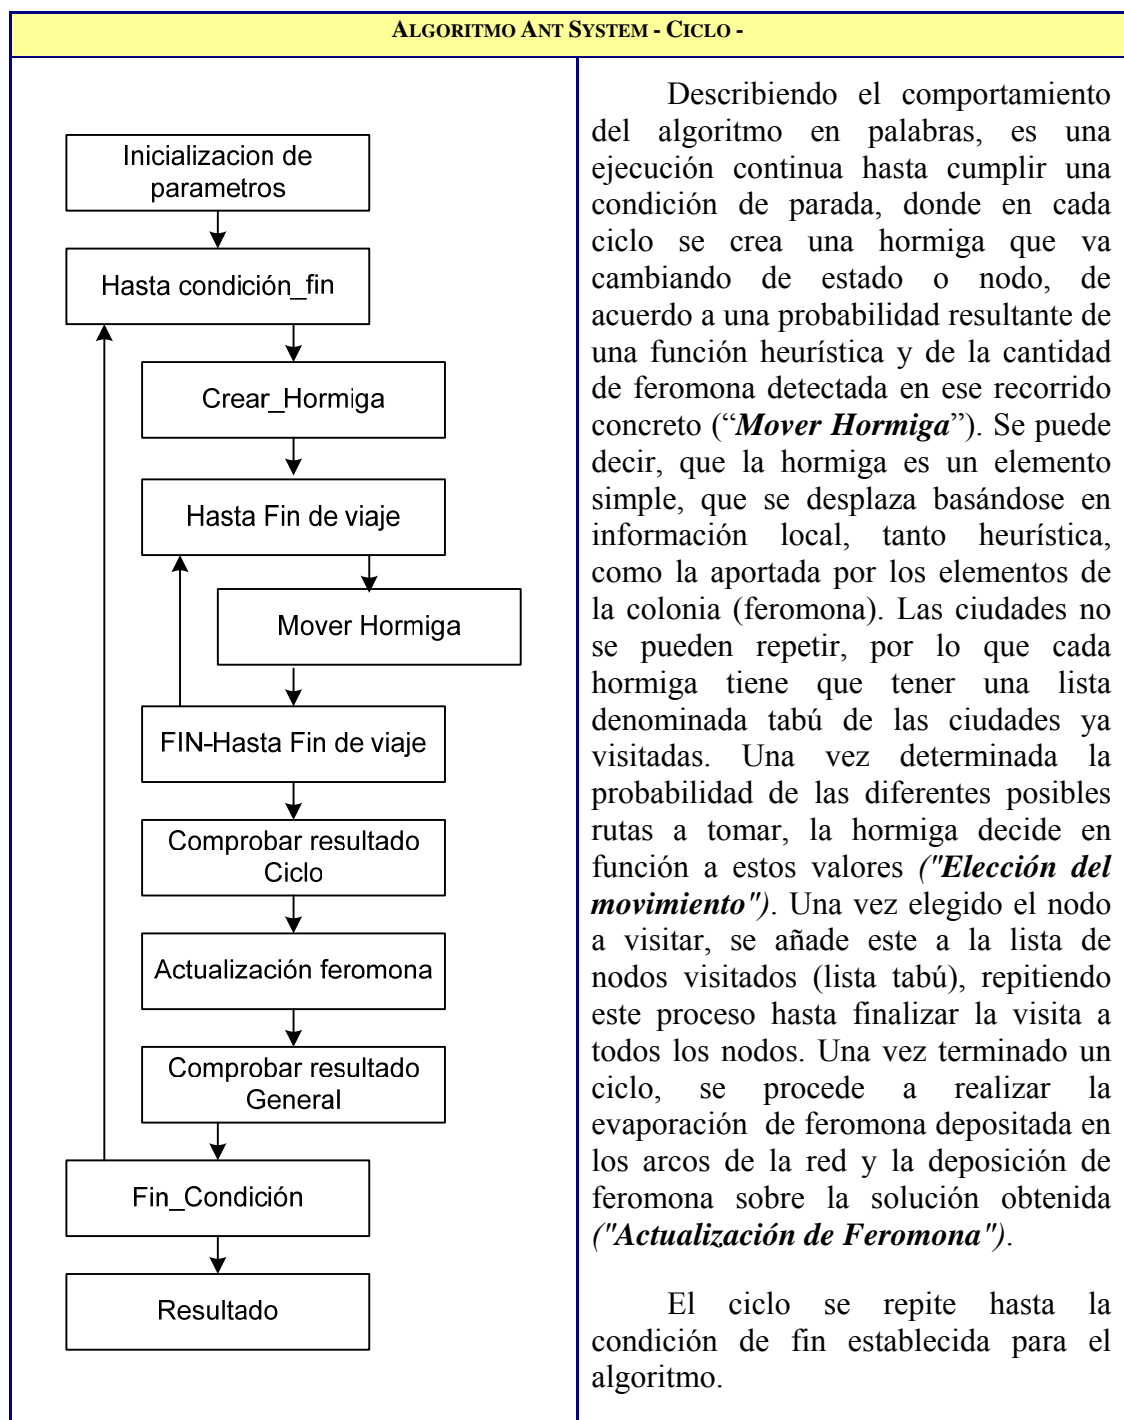 ALGORITMO ANT SYSTEM - CICLO -
Inicializacion de
parametros
Hasta condición_fin
Crear_Hormiga
Hasta Fin de viaje
Mover Hormiga
FIN-Hasta Fin de viaje
Comprobar resultado
Ciclo
Actualización feromona
Comprobar resultado
General
Fin_Condición
Resultado
Describiendo el comportamiento
del algoritmo en palabras, es una
ejecución continua hasta cumplir una
condición de parada, donde en cada
ciclo se crea una hormiga que va
cambiando de estado o nodo, de
acuerdo a una probabilidad resultante de
una función heurística y de la cantidad
de feromona detectada en ese recorrido
concreto (“Mover Hormiga”). Se puede
decir, que la hormiga es un elemento
simple, que se desplaza basándose en
información local, tanto heurística,
como la aportada por los elementos de
la colonia (feromona). Las ciudades no
se pueden repetir, por lo que cada
hormiga tiene que tener una lista
denominada tabú de las ciudades ya
visitadas. Una vez determinada la
probabilidad de las diferentes posibles
rutas a tomar, la hormiga decide en
función a estos valores ("Elección del
movimiento"). Una vez elegido el nodo
a visitar, se añade este a la lista de
nodos visitados (lista tabú), repitiendo
este proceso hasta finalizar la visita a
todos los nodos. Una vez terminado un
ciclo, se procede a realizar la
evaporación de feromona depositada en
los arcos de la red y la deposición de
feromona sobre la solución obtenida
("Actualización de Feromona").
El ciclo se repite hasta la
condición de fin establecida para el
algoritmo.